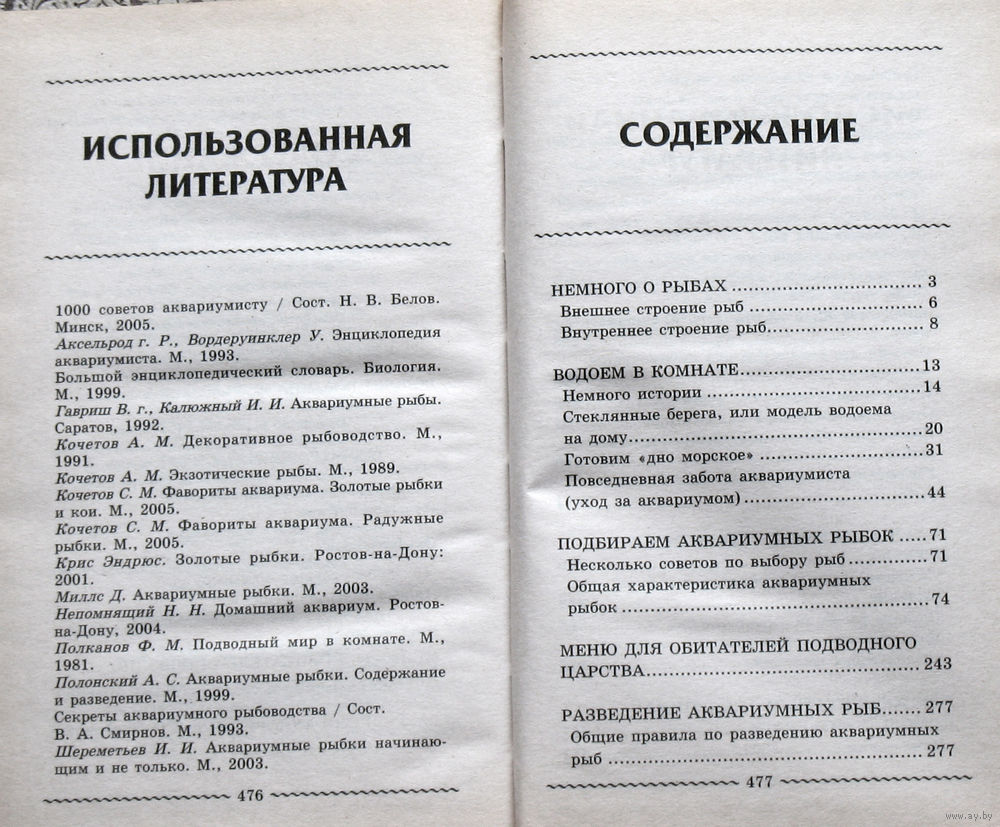 ИСПОЛЬЗОВАННАЯ
ЛИТЕРАТУРА
1000 советов аквариумисту / Сост. Н. В. Белов.
Минск, 2005.
Аксельрод г. Р., Вордеруинклер У. Энциклопедия
аквариумиста. М., 1993.
Большой энциклопедический словарь. Биология.
М., 1999.
Гавриш В. г., Калюжный И. И. Аквариумные рыбы.
Саратов, 1992.
Кочетов А. М. Декоративное рыбоводство. М.,
1991.
Кочетов А. М. Экзотические рыбы. М., 1989.
Кочетов С. М. Фавориты аквариума. Золотые рыбки
и кои. М., 2005.
Кочетов С. М. Фавориты аквариума. Радужные
рыбки. М., 2005.
Крис Эндрюс. Золотые рыбки. Ростов-на-Дону:
2001.
Миллс Д. Аквариумные рыбки. М., 2003.
Непомнящий Н. Н. Домашний аквариум. Ростов-
на-Дону, 2004.
Полканов Ф. М. Подводный мир в комнате. М.,
1981.
Полонский А. С. Аквариумные рыбки. Содержание
и разведение. М., 1999.
Секреты аквариумного рыбоводства / Сост.
В. А. Смирнов. М., 1993.
Шереметьев И. И. Аквариумные рыбки начинаю-
щим и не только. М., 2003.
476
СОДЕРЖАНИЕ
НЕМНОГО О РЫБАХ ........................ 3
Внешнее строение рыб ........................ 6
Внутреннее строение рыб........................ 8
ВОДОЕМ В КОМНАТЕ........................ 13
Немного истории ........................ 14
Стеклянные берега, или модель водоема
на дому........................ 20
Готовим «дно морское» ........................ 31
Повседневная забота аквариумиста
(уход за аквариумом) ........................ 44
ПОДБИРАЕМ АКВАРИУМНЫХ РЫБОК ..... 71
Несколько советов по выбору рыб ............. 71
Общая характеристика аквариумных
рыбок ........................ 74
МЕНЮ ДЛЯ ОБИТАТЕЛЕЙ ПОДВОДНОГО
ЦАРСТВА........................ 243
РАЗВЕДЕНИЕ АКВАРИУМНЫХ РЫБ....... 277
Общие правила по разведению аквариумных
рыб ........................ 277
477
www.ay.by